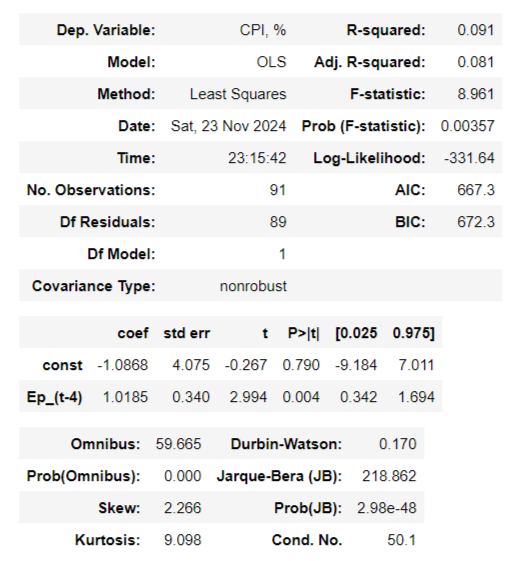 Dep. Variable: CPI, % R-squared: 0.091
Model: OLS Adj. R-squared: 0.081
Method: Least Squares F-statistic: 8.961
Date: Sat, 23 Nov 2024 Prob (F-statistic): 0.00357
Time: 23:15:42 Log-Likelihood: -331.64
No. Observations: 91 AIC: 667.3
Df Residuals: 89 BIC: 672.3
Df Model: 1
Covariance Type: nonrobust
coef std err t P>|t| [0.025 0.975]
const -1.0868 4.075 -0.267 0.790 -9.184 7.011
Ep_(t-4) 1.0185 0.340 2.994 0.004 0.342 1.694
Omnibus: 59.665 Durbin-Watson: 0.170
Prob(Omnibus): 0.000 Jarque-Bera (JB): 218.862
Skew: 2.266 Prob(JB): 2.98e-48
Kurtosis: 9.098 Cond. No. 50.1